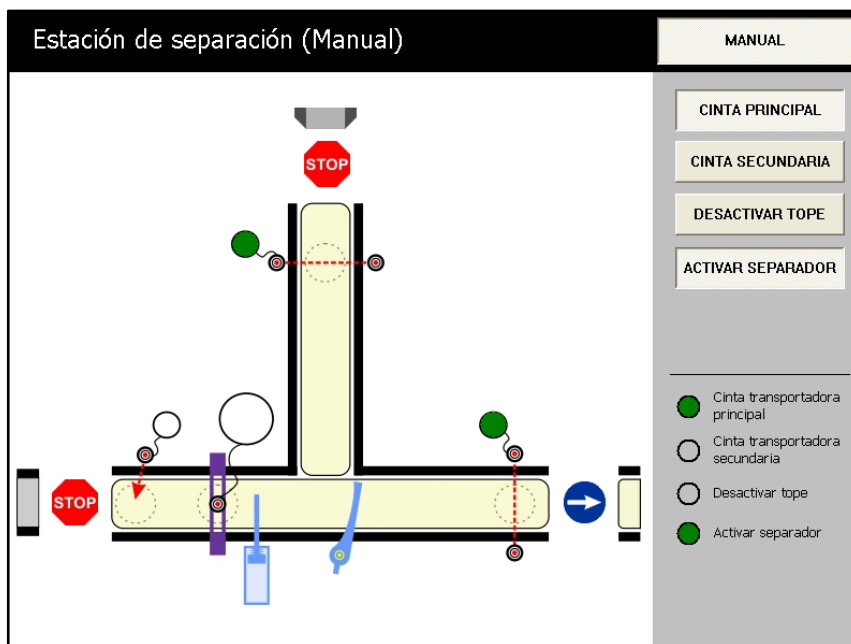 Estación de separación (Manual)
MANUAL
CINTA PRINCIPAL
CINTA SECUNDARIA
DESACTIVAR TOPE
ACTIVAR SEPARADOR
STOP
STOP
Cinta transportadora
principal
Cinta transportadora
secundaria
Desactivar tope
Activar separador